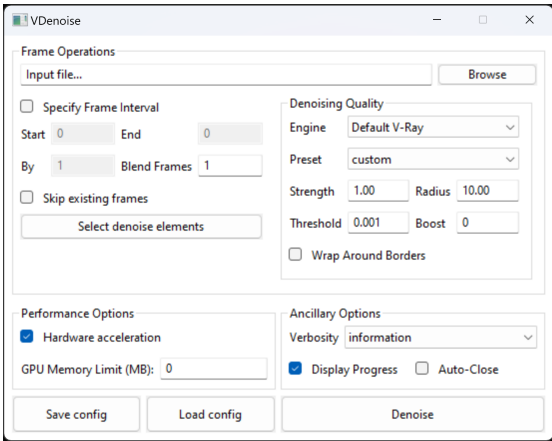 VDenoise
Frame Operations
Input file... Browse
Specify Frame Interval
Start 0 End 0
By 1 Blend Frames 1
Skip existing frames
Select denoise elements
Denoising Quality
Engine Default V-Ray
Preset custom
Strength 1.00 Radius 10.00
Threshold 0.001 Boost 0
Wrap Around Borders
Performance Options
Hardware acceleration
GPU Memory Limit (MB): 0
Ancillary Options
Verbosity information
Display Progress Auto-Close
Save config Load config Denoise